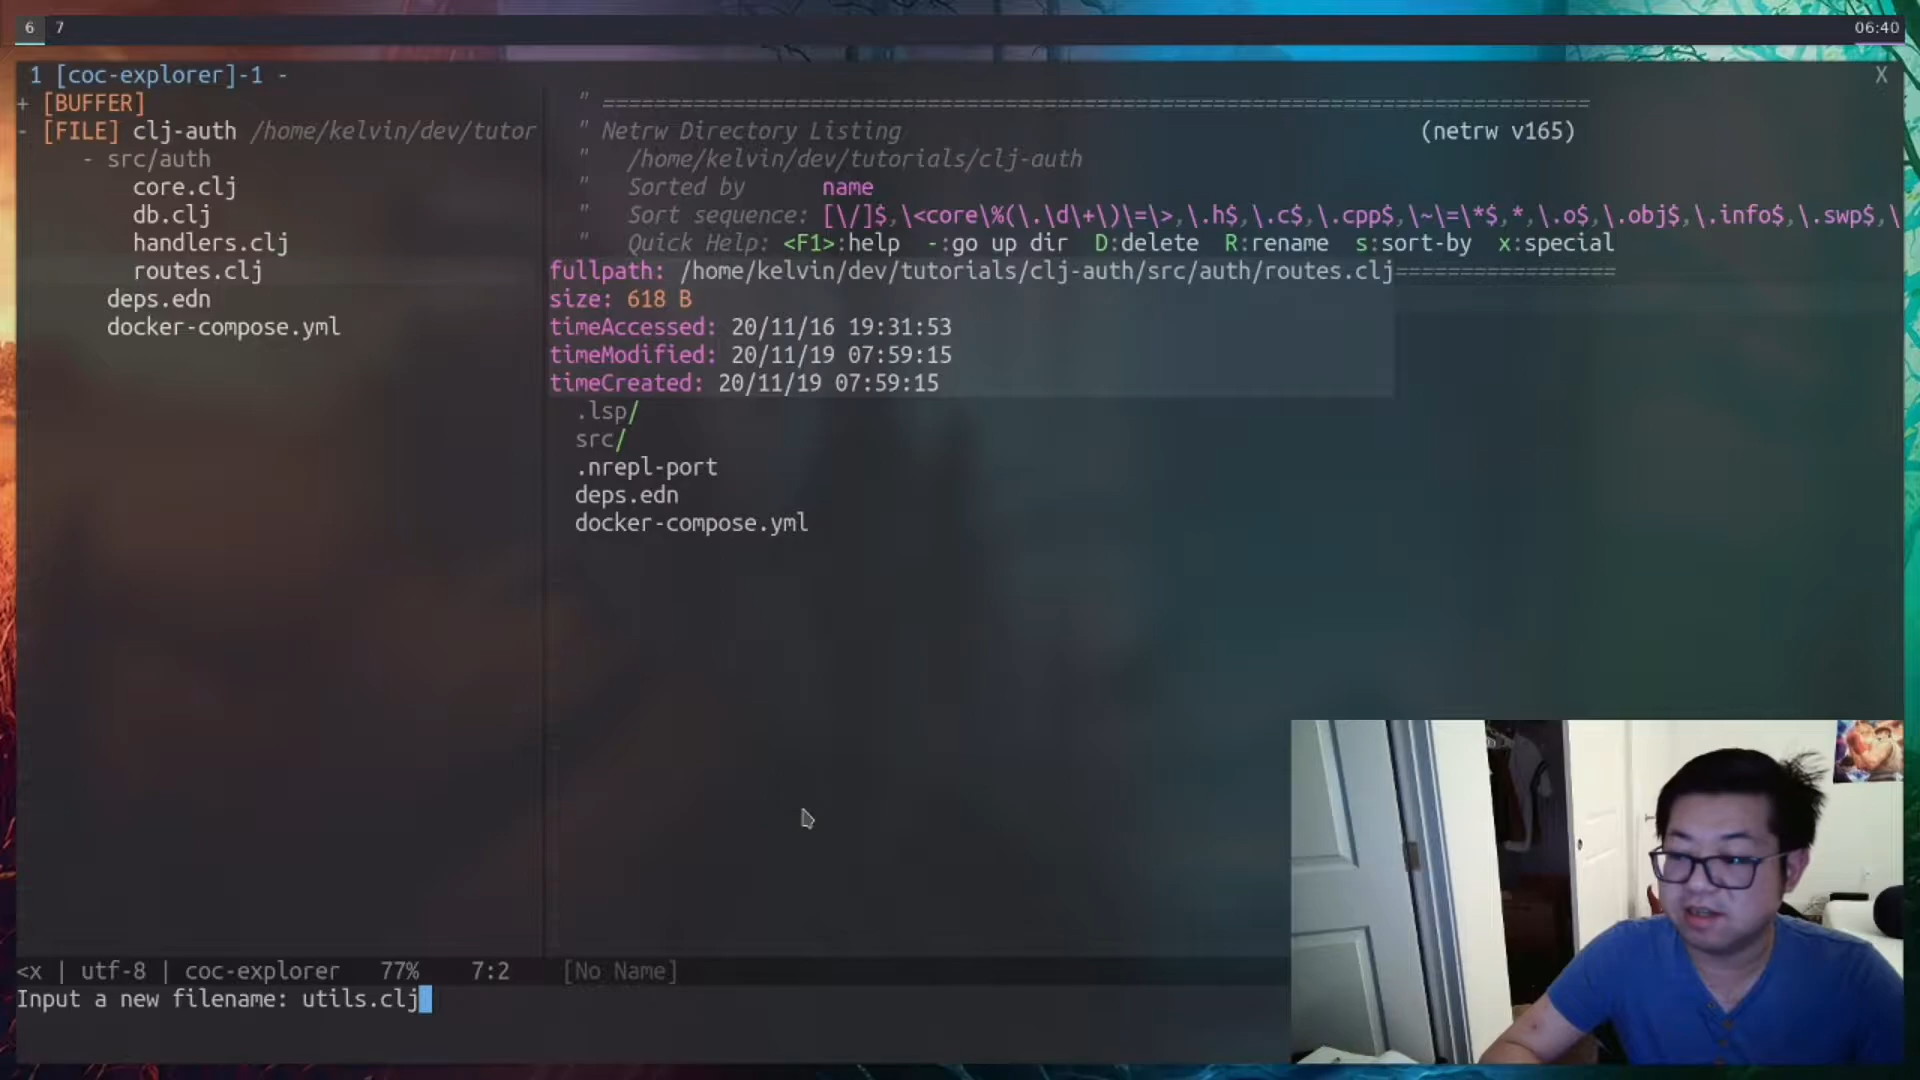 6 7 06:40
1 [coc-explorer]-1 - X
+ [BUFFER]
- [FILE] clj-auth /home/kelvin/dev/tutor
- src/auth
core.clj
db.clj
handlers.clj
routes.clj
deps.edn
docker-compose.yml
" ============================================================================
" Netrw Directory Listing (netrw v165)
" /home/kelvin/dev/tutorials/clj-auth
" Sorted by name
" Sort sequence: [\/]$,\<core\%(\.\d\+\)\=\>,\.h$,\.c$,\.cpp$,\~\=\*$,*,\.o$,\.obj$,\.info$,\.swp$,\
" Quick Help: <F1>:help -:go up dir D:delete R:rename s:sort-by x:special
fullpath: /home/kelvin/dev/tutorials/clj-auth/src/auth/routes.clj=================
size: 618 B
timeAccessed: 20/11/16 19:31:53
timeModified: 20/11/19 07:59:15
timeCreated: 20/11/19 07:59:15
.lsp/
src/
.nrepl-port
deps.edn
docker-compose.yml
<x | utf-8 | coc-explorer 77% 7:2 [No Name]
Input a new filename: utils.clj